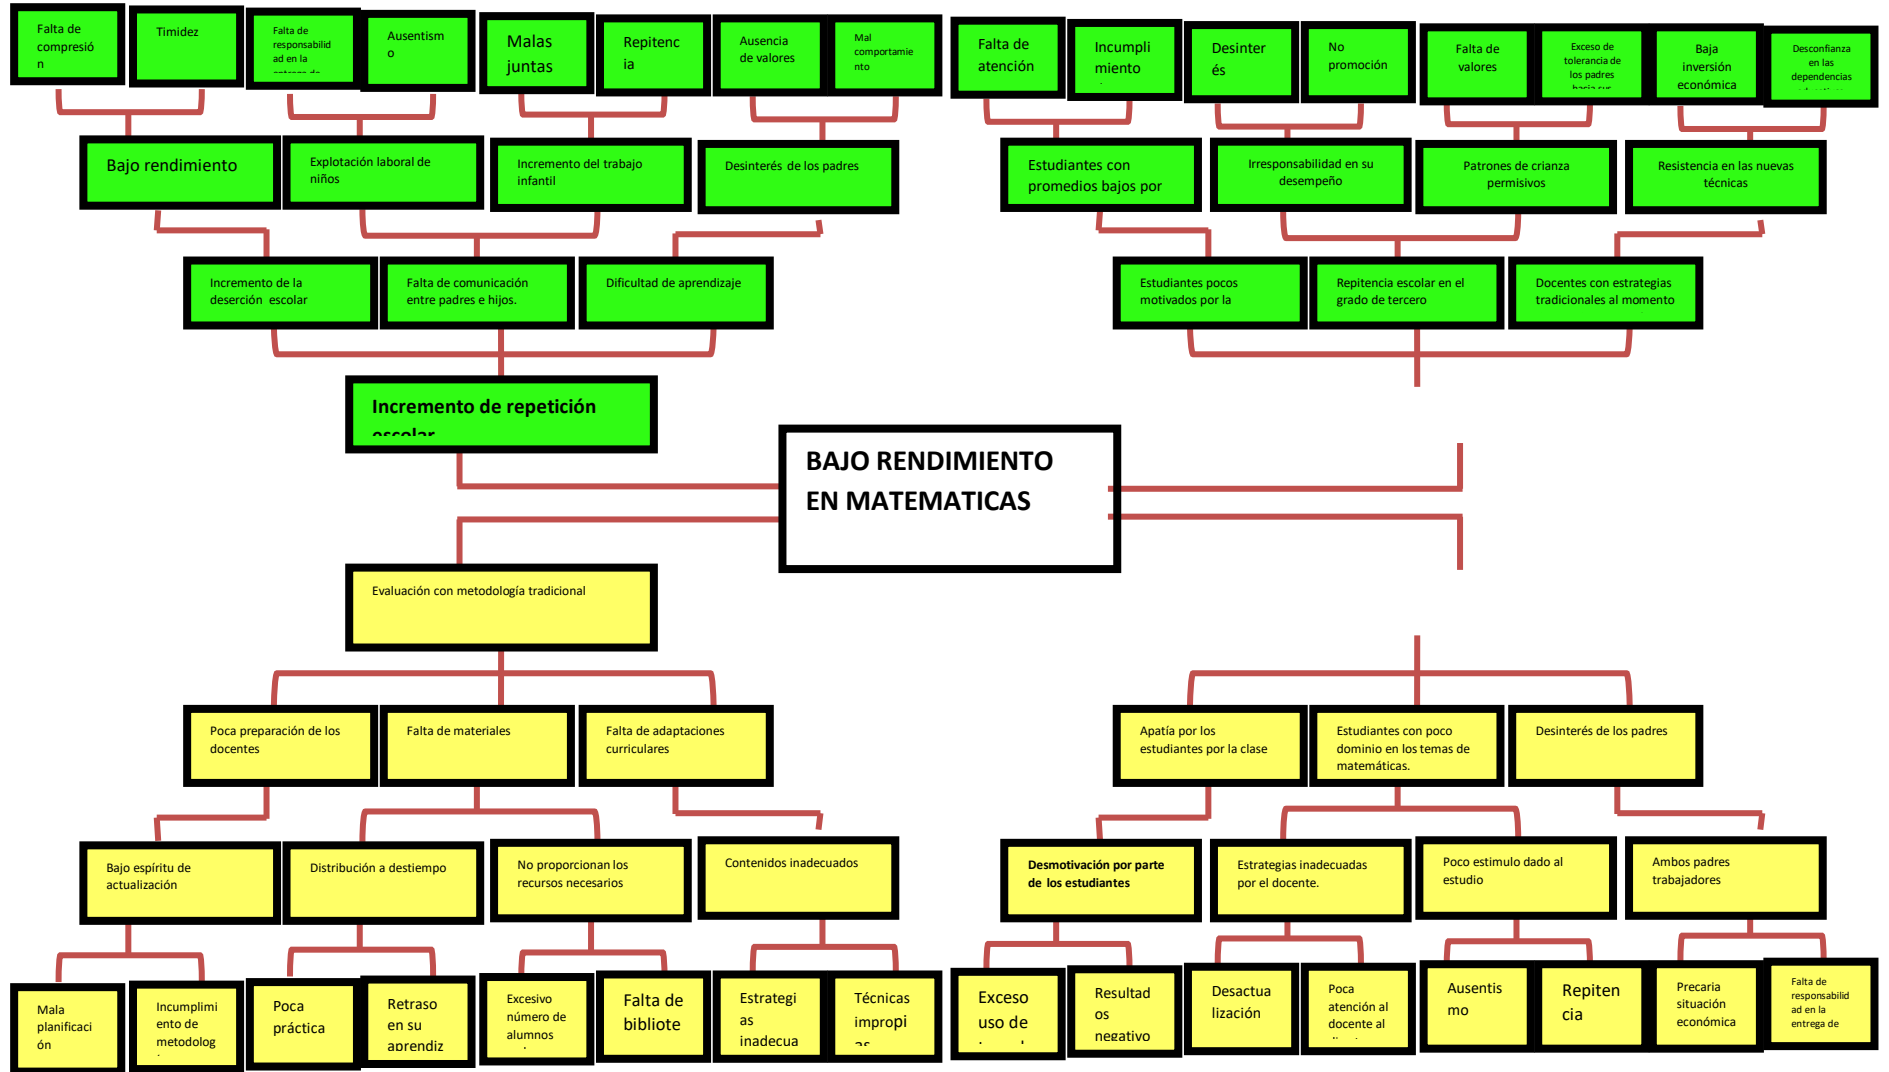 Falta de
compresió
n
Timidez
Falta de
responsabilid
ad en la
Ausentism
o
Malas
juntas
Repitenc
ia
Ausencia
de valores
Mal
comportamie
nto
Falta de
atención
Incumpli
miento
Desinter
és
No
promoción
Falta de
valores
Exceso de
tolerancia de
los padres
hacia sus
Baja
inversión
económica
Desconfianza
en las
dependencias
Bajo rendimiento
Explotación laboral de
niños
Incremento del trabajo
infantil
Desinterés de los padres
Estudiantes con
promedios bajos por
Irresponsabilidad en su
desempeño
Patrones de crianza
permisivos
Resistencia en las nuevas
técnicas
Incremento de la
deserción escolar
Falta de comunicación
entre padres e hijos.
Dificultad de aprendizaje
Estudiantes pocos
motivados por la
Repitencia escolar en el
grado de tercero
Docentes con estrategias
tradicionales al momento
Incremento de repetición
escolar
BAJO RENDIMIENTO
EN MATEMATICAS
Evaluación con metodología tradicional
Poca preparación de los
docentes
Falta de materiales
Falta de adaptaciones
curriculares
Apatía por los
estudiantes por la clase
Estudiantes con poco
dominio en los temas de
matemáticas.
Desinterés de los padres
Bajo espíritu de
actualización
Distribución a destiempo
No proporcionan los
recursos necesarios
Contenidos inadecuados
Desmotivación por parte
de los estudiantes
Estrategias inadecuadas
por el docente.
Poco estimulo dado al
estudio
Ambos padres
trabajadores
Mala
planificaci
ón
Incumplimi
ento de
metodolog
Poca
práctica
Retraso
en su
aprendiz
Excesivo
número de
alumnos
Falta de
bibliote
Estrategi
as
inadecua
Técnicas
impropi
as
Exceso
uso de
Resultad
os
negativo
Desactua
lización
Poca
atención al
docente al
Ausentis
mo
Repiten
cia
Precaria
situación
económica
Falta de
responsabilid
ad en la
entrega de